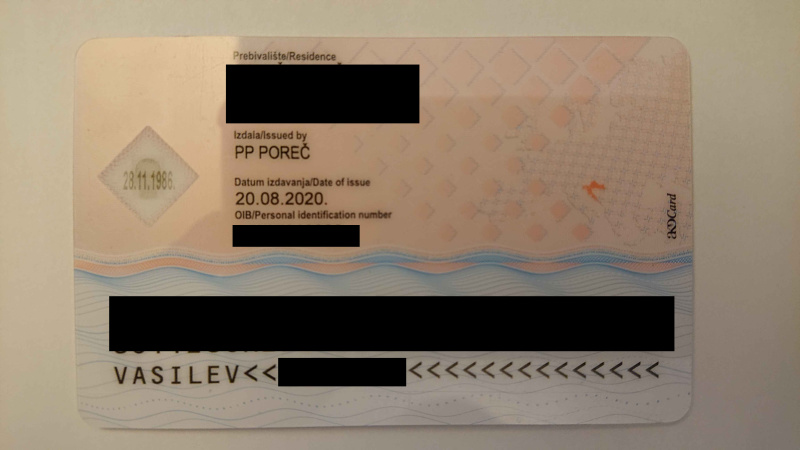 Prebivalište/Residence
Izdala/Issued by
PP POREČ
28.11.1986.
Datum izdavanja/Date of issue
20.08.2020.
OIB/Personal identification number
AKDCard
VASILEV<<
<<<<<<<<<<<<<<